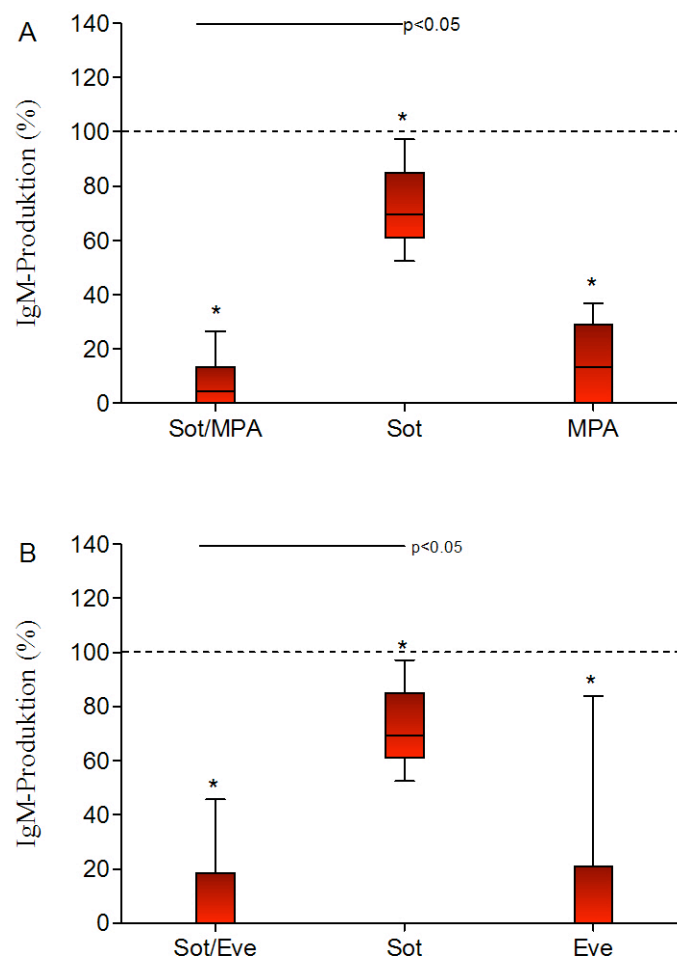 A
140
p<0.05
120
*
100
80
60
40
*
*
20
0
IgM-Produktion (%)
Sot/MPA Sot MPA
B
140
p<0.05
120
*
100
*
80
60
*
40
20
0
IgM-Produktion (%)
Sot/Eve Sot Eve